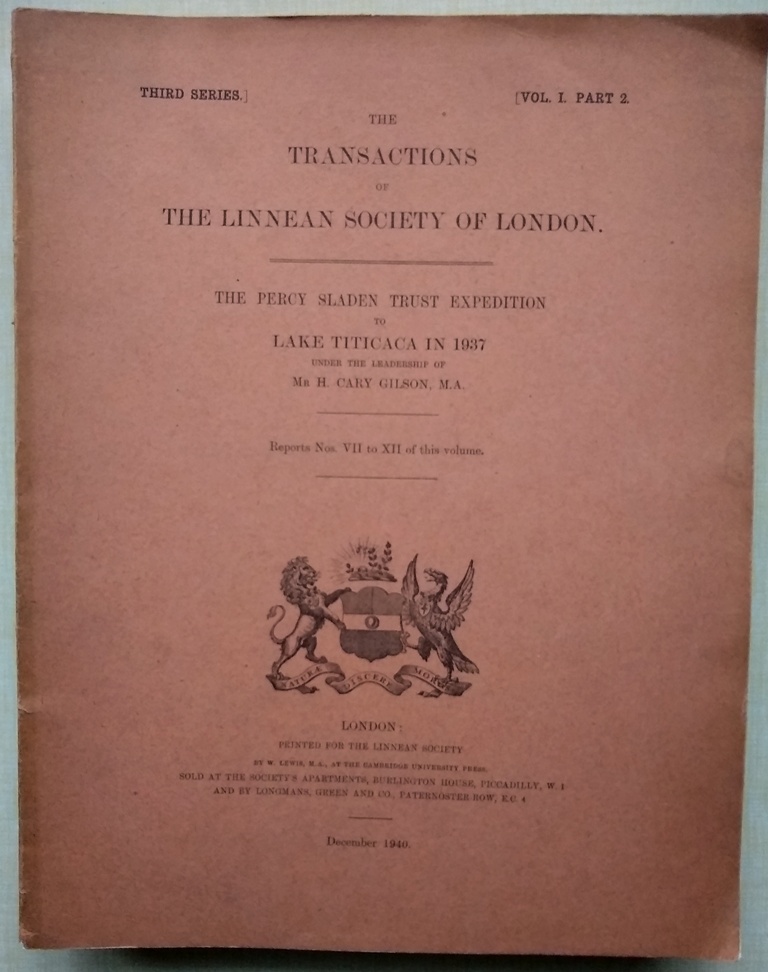 THIRD SERIES.] [VOL. I. PART 2.
THE
TRANSACTIONS
OF
THE LINNEAN SOCIETY OF LONDON.
THE PERCY SLADEN TRUST EXPEDITION
TO
LAKE TITICACA IN 1937
UNDER THE LEADERSHIP OF
MR H. CARY GILSON, M.A.
Reports Nos. VII to XII of this volume.
NATURÆ DISCERE MORES
LONDON:
PRINTED FOR THE LINNEAN SOCIETY
BY W. LEWIS, M.A., AT THE CAMBRIDGE UNIVERSITY PRESS,
SOLD AT THE SOCIETY'S APARTMENTS, BURLINGTON HOUSE, PICCADILLY, W. 1
AND BY LONGMANS, GREEN AND CO., PATERNOSTER ROW, E.C. 4
December 1940.